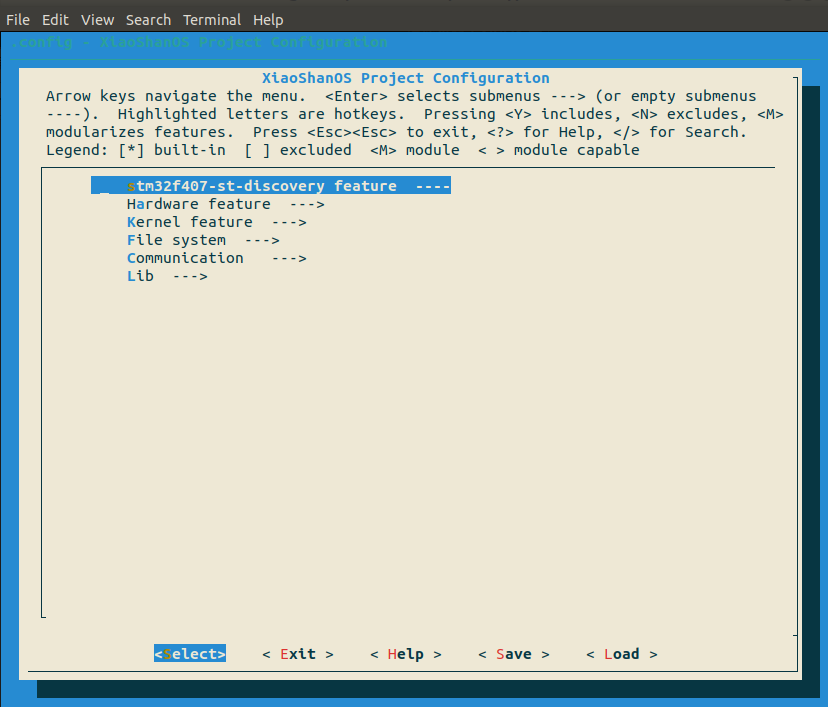 File Edit View Search Terminal Help
.config - XiaoShanOS Project Configuration
XiaoShanOS Project Configuration
Arrow keys navigate the menu. <Enter> selects submenus ---> (or empty submenus
----). Highlighted letters are hotkeys. Pressing <Y> includes, <N> excludes, <M>
modularizes features. Press <Esc><Esc> to exit, <?> for Help, </> for Search.
Legend: [*] built-in [ ] excluded <M> module < > module capable
stm32f407-st-discovery feature ----
Hardware feature --->
Kernel feature --->
File system --->
Communication --->
Lib --->
<Select> < Exit > < Help > < Save > < Load >